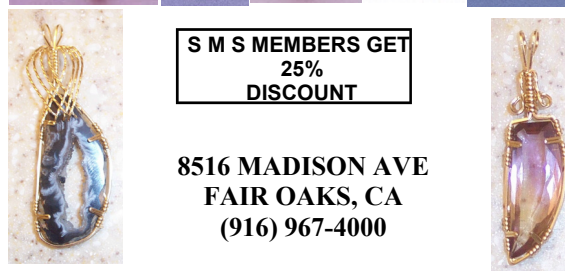 S M S MEMBERS GET
25%
DISCOUNT
8516 MADISON AVE
FAIR OAKS, CA
(916) 967-4000